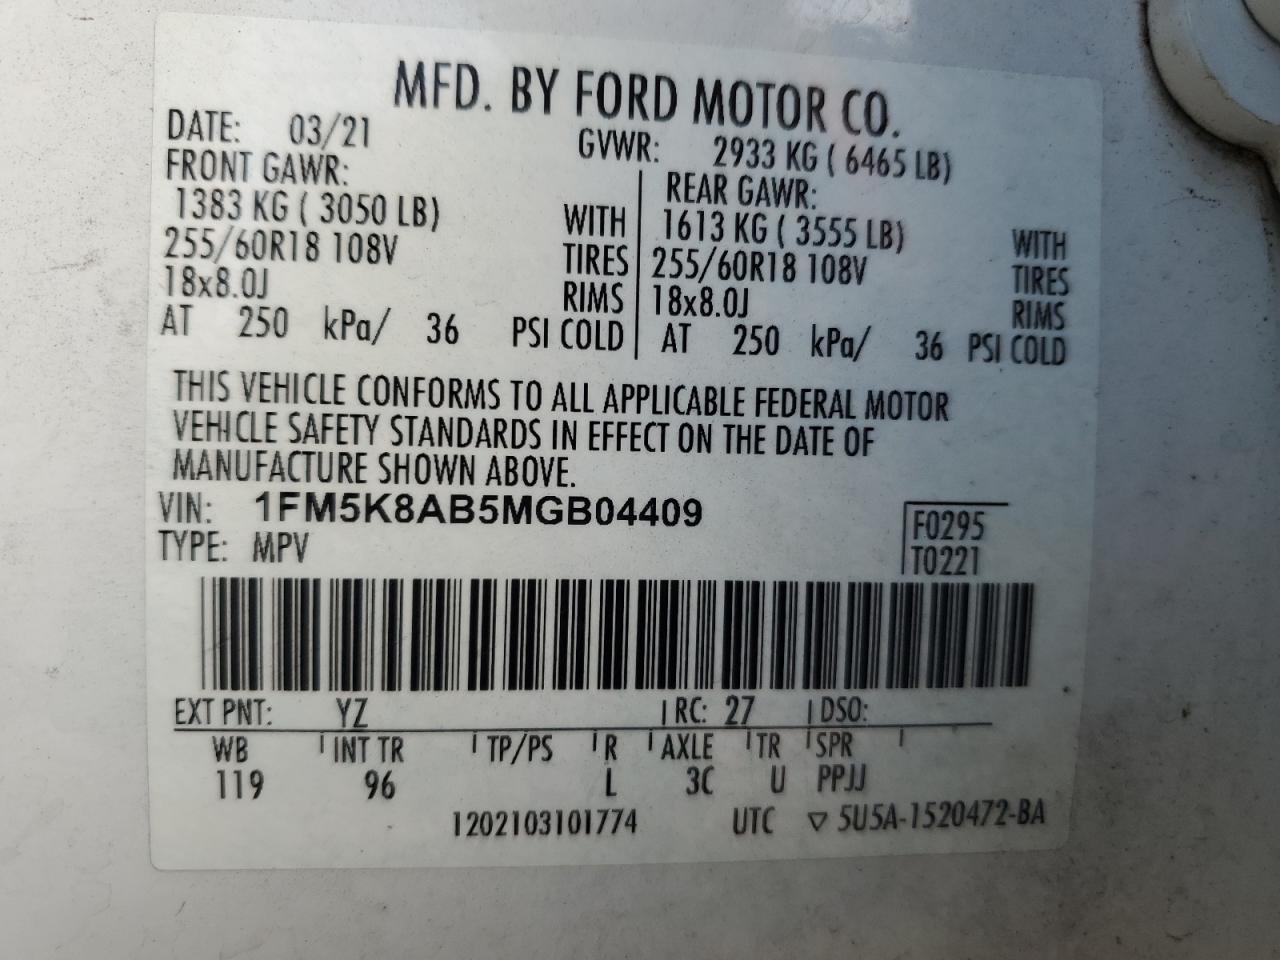 MFD. BY FORD MOTOR CO.
DATE: 03/21 GVWR: 2933 KG ( 6465 LB)
FRONT GAWR: REAR GAWR:
1383 KG ( 3050 LB) WITH 1613 KG ( 3555 LB) WITH
255/60R18 108V TIRES 255/60R18 108V TIRES
18x8.0J RIMS 18x8.0J RIMS
AT 250 kPa/ 36 PSI COLD AT 250 kPa/ 36 PSI COLD
THIS VEHICLE CONFORMS TO ALL APPLICABLE FEDERAL MOTOR
VEHICLE SAFETY STANDARDS IN EFFECT ON THE DATE OF
MANUFACTURE SHOWN ABOVE.
VIN: 1FM5K8AB5MGB04409 F0295
TYPE: MPV T0221
EXT PNT: YZ RC: 27 DSO:
WB INT TR TP/PS R AXLE TR SPR
119 96 L 3C U PPJJ
1202103101774 UTC ▽ 5U5A-1520472-BA